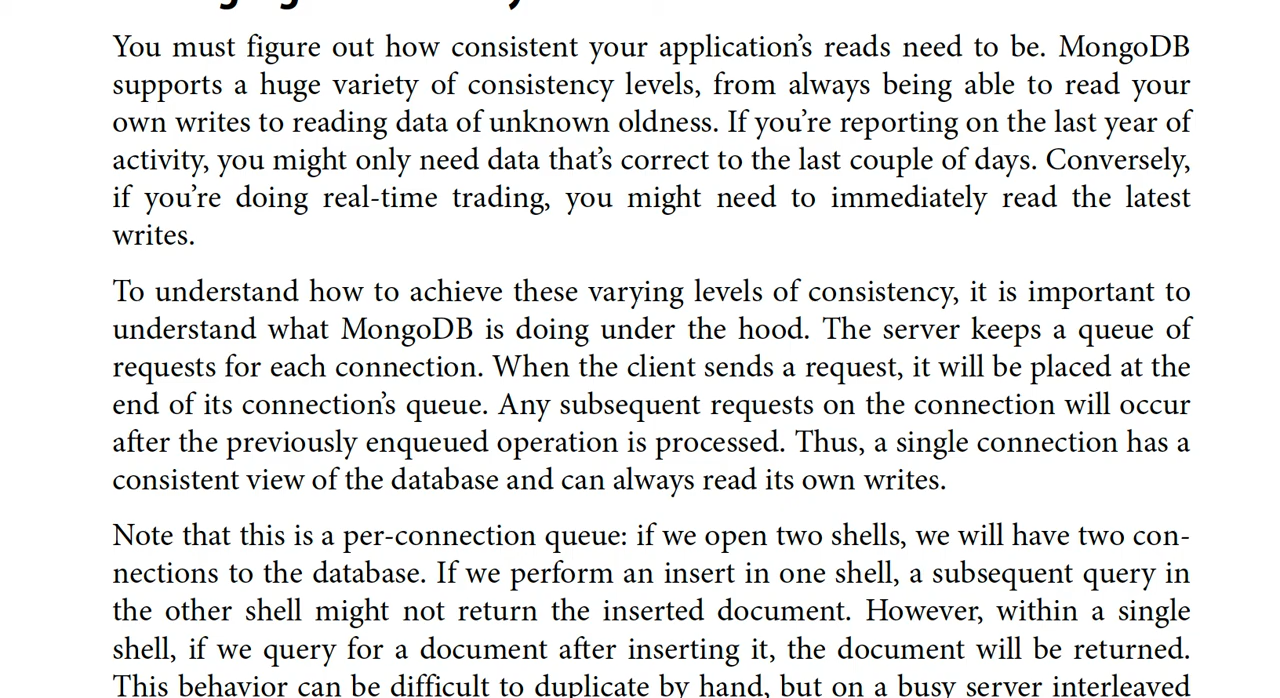 You must figure out how consistent your application’s reads need to be. MongoDB
supports a huge variety of consistency levels, from always being able to read your
own writes to reading data of unknown oldness. If you’re reporting on the last year of
activity, you might only need data that’s correct to the last couple of days. Conversely,
if you’re doing real-time trading, you might need to immediately read the latest
writes.
To understand how to achieve these varying levels of consistency, it is important to
understand what MongoDB is doing under the hood. The server keeps a queue of
requests for each connection. When the client sends a request, it will be placed at the
end of its connection’s queue. Any subsequent requests on the connection will occur
after the previously enqueued operation is processed. Thus, a single connection has a
consistent view of the database and can always read its own writes.
Note that this is a per-connection queue: if we open two shells, we will have two con-
nections to the database. If we perform an insert in one shell, a subsequent query in
the other shell might not return the inserted document. However, within a single
shell, if we query for a document after inserting it, the document will be returned.
This behavior can be difficult to duplicate by hand, but on a busy server interleaved